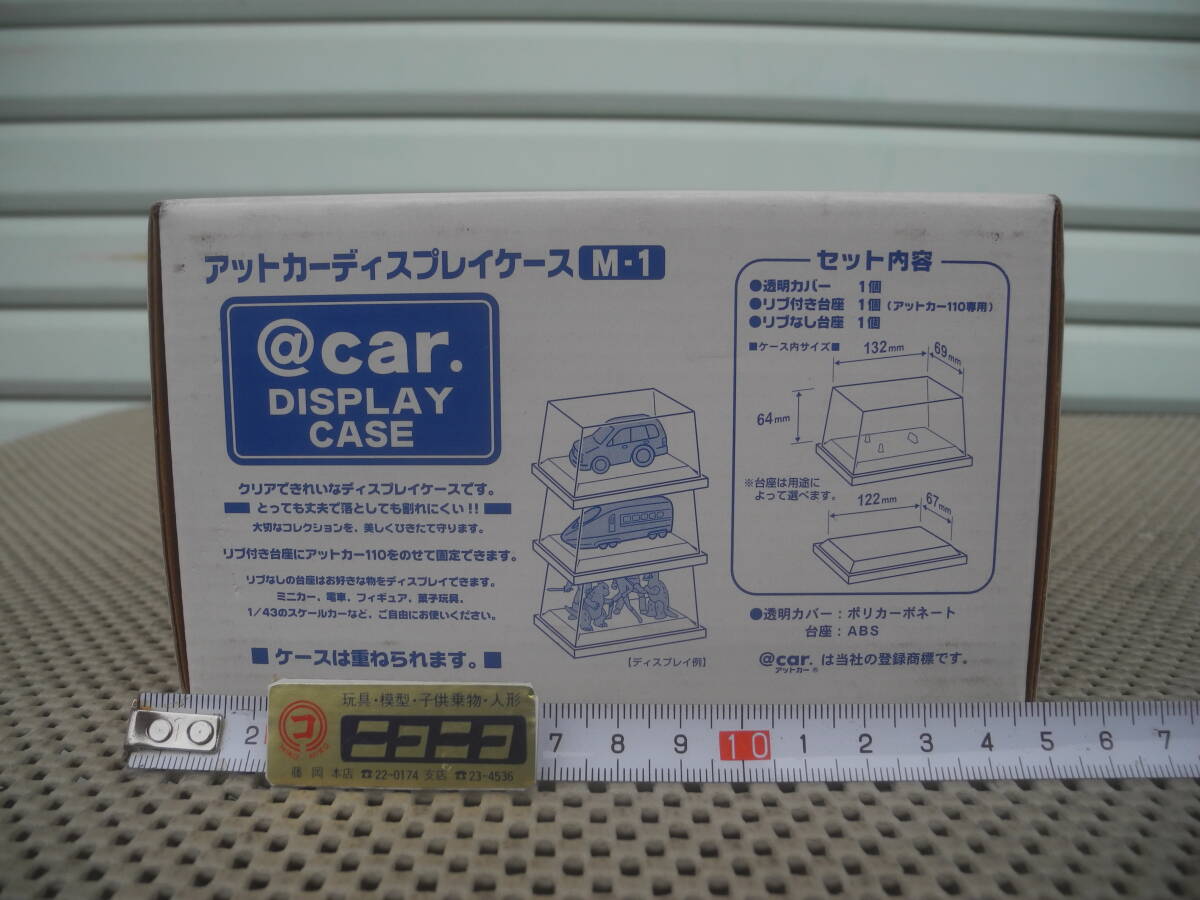 アットカーディスプレイケース M-1
@car.
DISPLAY
CASE
クリアできれいなディスプレイケースです。
とっても丈夫で落としても割れにくい!!
大切なコレクションを、美しくひきたて守ります。
リブ付き台座にアットカー110をのせて固定できます。
リブなしの台座はお好きな物をディスプレイできます。
ミニカー、電車、フィギュア、菓子玩具、
1/43のスケールカーなど、ご自由にお使いください。
■ケースは重ねられます。■
【ディスプレイ例】
セット内容
●透明カバー 1個
●リブ付き台座 1個(アットカー110専用)
●リブなし台座 1個
■ケース内サイズ■
132mm
69mm
64mm
※台座は用途に
よって選べます。
122mm
67mm
●透明カバー:ポリカーボネート
台座:ABS
@car. は当社の登録商標です。
アットカー®
玩具・模型・子供乗物・人形
コ
ニコニコ
藤岡 本店 ☎22-0174 支店 ☎23-4536
2 7 8 9 10 1 2 3 4 5 6 7